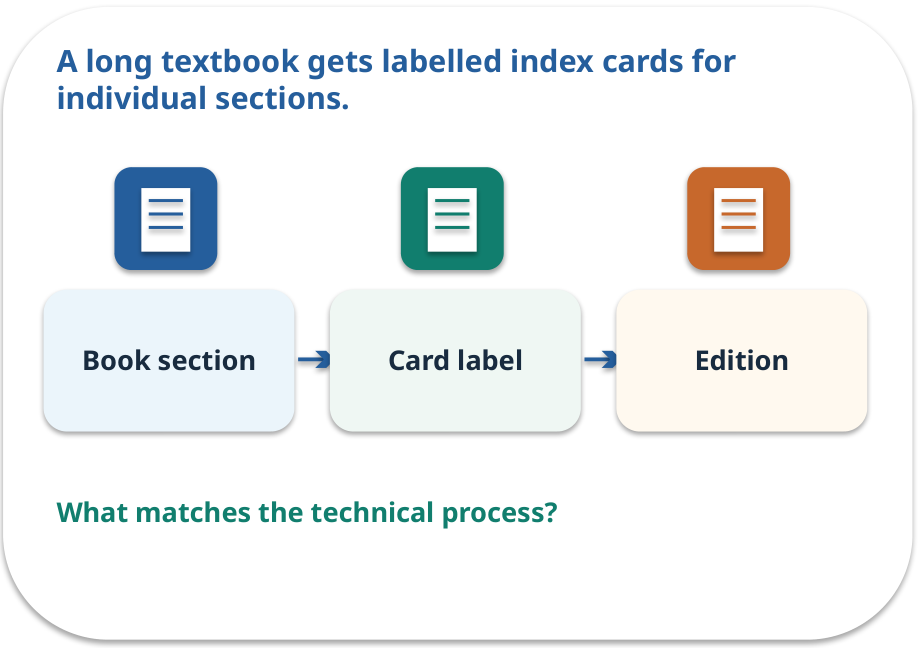 A long textbook gets labelled index cards for
individual sections.
Book section
Card label
Edition
What matches the technical process?